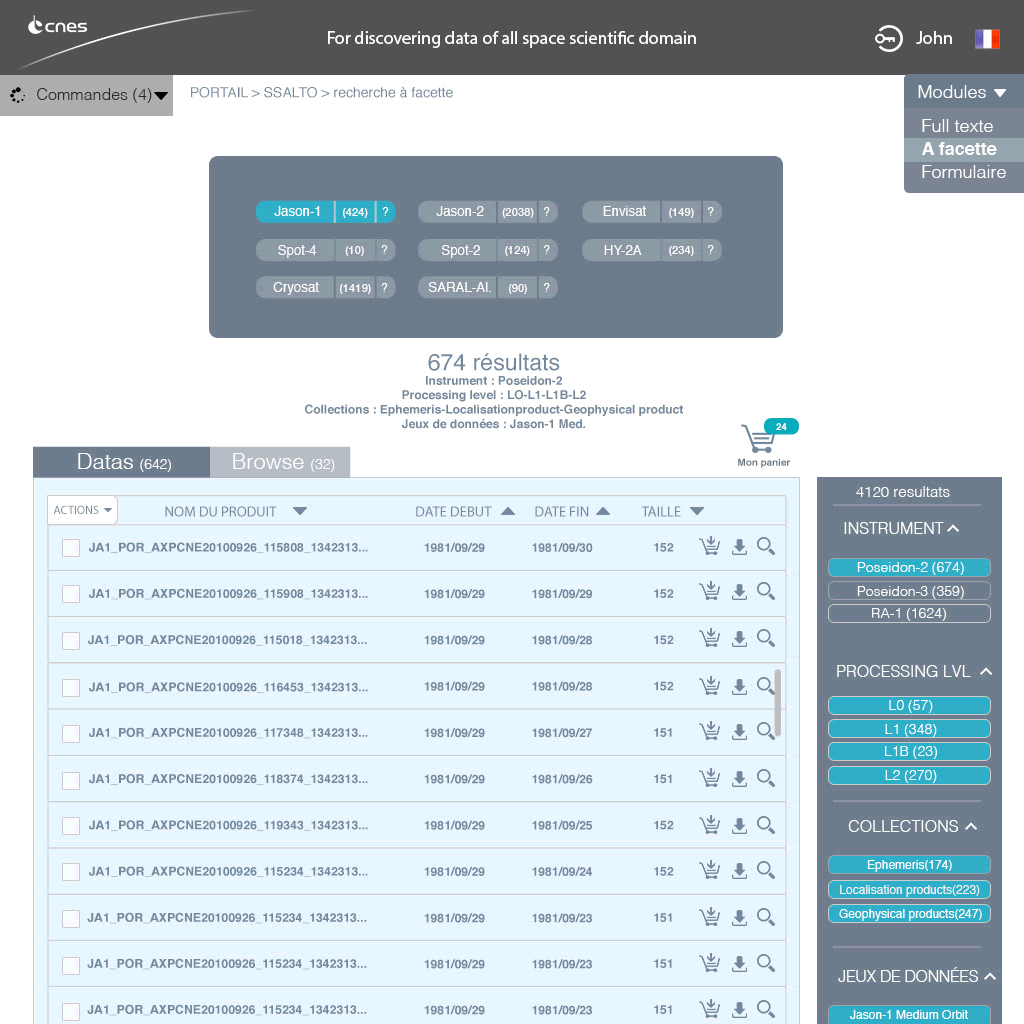 cnes
For discovering data of all space scientific domain
John
Commandes (4)
PORTAIL > SSALTO > recherche à facette
Modules
Full texte
A facette
Formulaire
Jason-1 (424) ?
Jason-2 (2038) ?
Envisat (149) ?
Spot-4 (10) ?
Spot-2 (124) ?
HY-2A (234) ?
Cryosat (1419) ?
SARAL-Al. (90) ?
674 résultats
Instrument : Poseidon-2
Processing level : LO-L1-L1B-L2
Collections : Ephemeris-Localisationproduct-Geophysical product
Jeux de données : Jason-1 Med.
24
Mon panier
Datas (642)
Browse (32)
ACTIONS NOM DU PRODUIT DATE DEBUT DATE FIN TAILLE
JA1_POR_AXPCNE20100926_115808_1342313... 1981/09/29 1981/09/30 152
JA1_POR_AXPCNE20100926_115908_1342313... 1981/09/29 1981/09/29 152
JA1_POR_AXPCNE20100926_115018_1342313... 1981/09/29 1981/09/28 152
JA1_POR_AXPCNE20100926_116453_1342313... 1981/09/29 1981/09/28 152
JA1_POR_AXPCNE20100926_117348_1342313... 1981/09/29 1981/09/27 151
JA1_POR_AXPCNE20100926_118374_1342313... 1981/09/29 1981/09/26 151
JA1_POR_AXPCNE20100926_119343_1342313... 1981/09/29 1981/09/25 152
JA1_POR_AXPCNE20100926_115234_1342313... 1981/09/29 1981/09/24 152
JA1_POR_AXPCNE20100926_115234_1342313... 1981/09/29 1981/09/23 151
JA1_POR_AXPCNE20100926_115234_1342313... 1981/09/29 1981/09/23 151
JA1_POR_AXPCNE20100926_115234_1342313... 1981/09/29 1981/09/23 151
4120 resultats
INSTRUMENT
Poseidon-2 (674)
Poseidon-3 (359)
RA-1 (1624)
PROCESSING LVL
L0 (57)
L1 (348)
L1B (23)
L2 (270)
COLLECTIONS
Ephemeris(174)
Localisation products(223)
Geophysical products(247)
JEUX DE DONNÉES
Jason-1 Medium Orbit